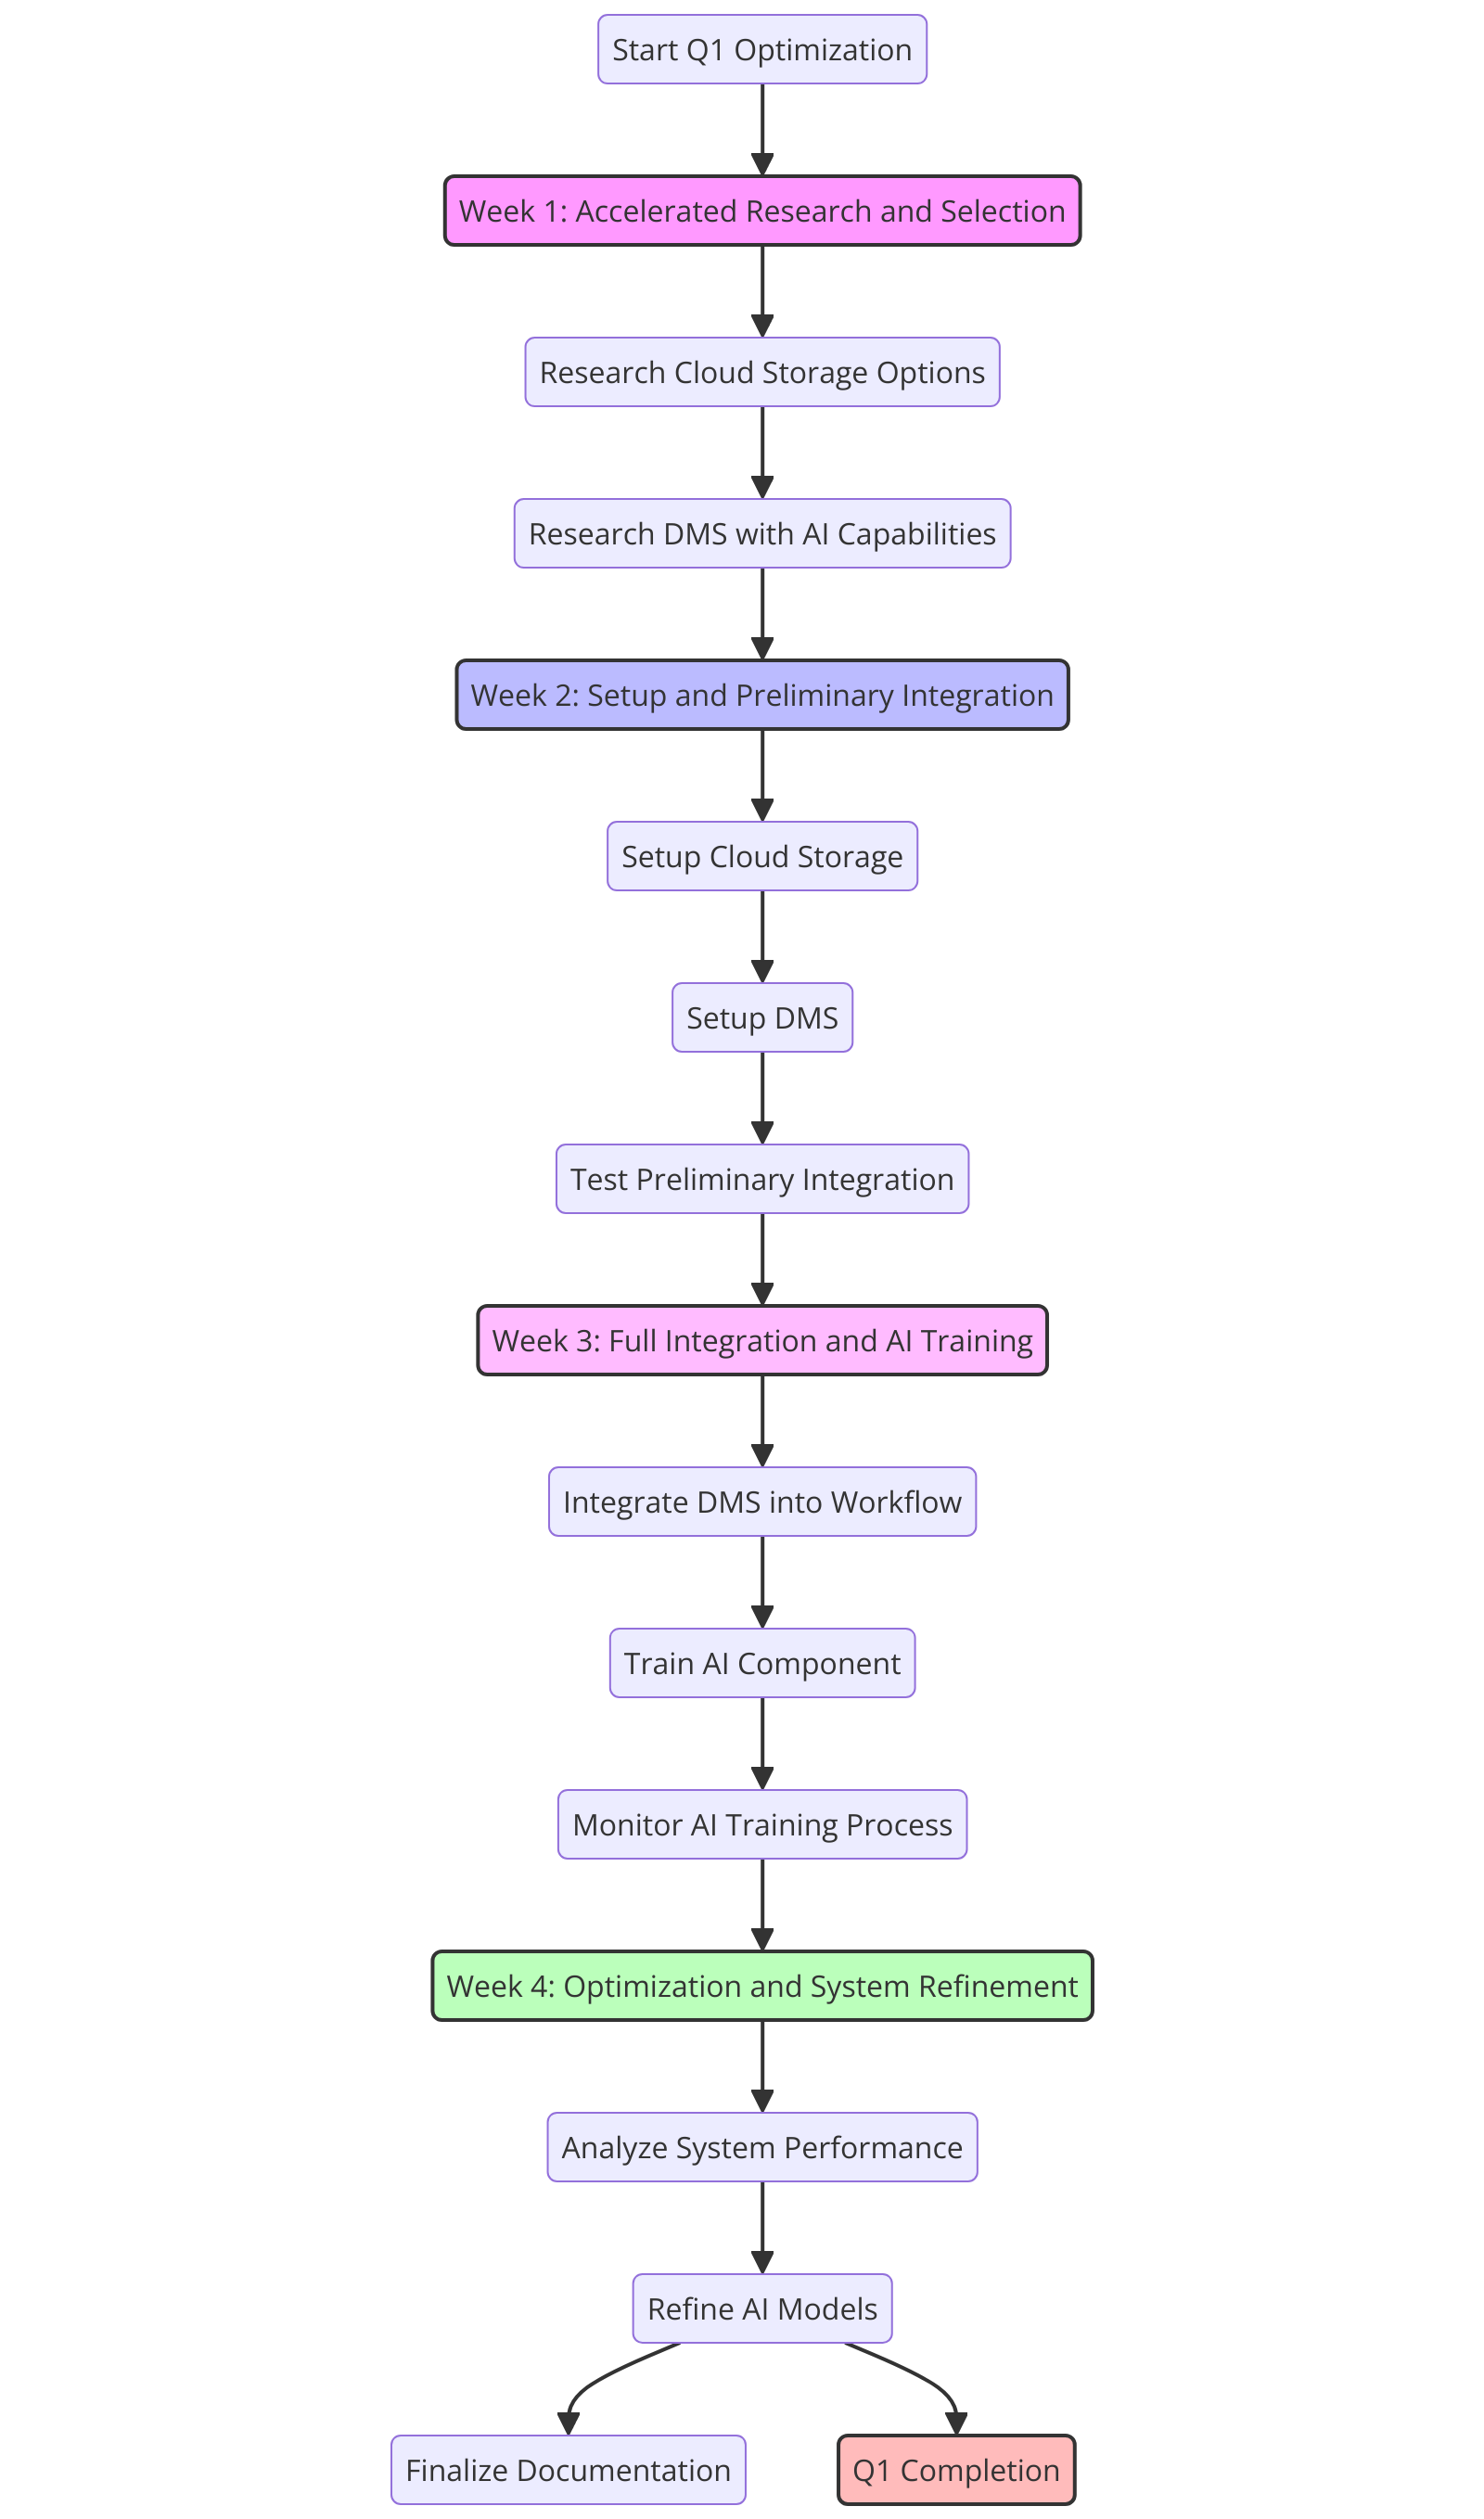 Start Q1 Optimization
Week 1: Accelerated Research and Selection
Research Cloud Storage Options
Research DMS with AI Capabilities
Week 2: Setup and Preliminary Integration
Setup Cloud Storage
Setup DMS
Test Preliminary Integration
Week 3: Full Integration and AI Training
Integrate DMS into Workflow
Train AI Component
Monitor AI Training Process
Week 4: Optimization and System Refinement
Analyze System Performance
Refine AI Models
Finalize Documentation
Q1 Completion